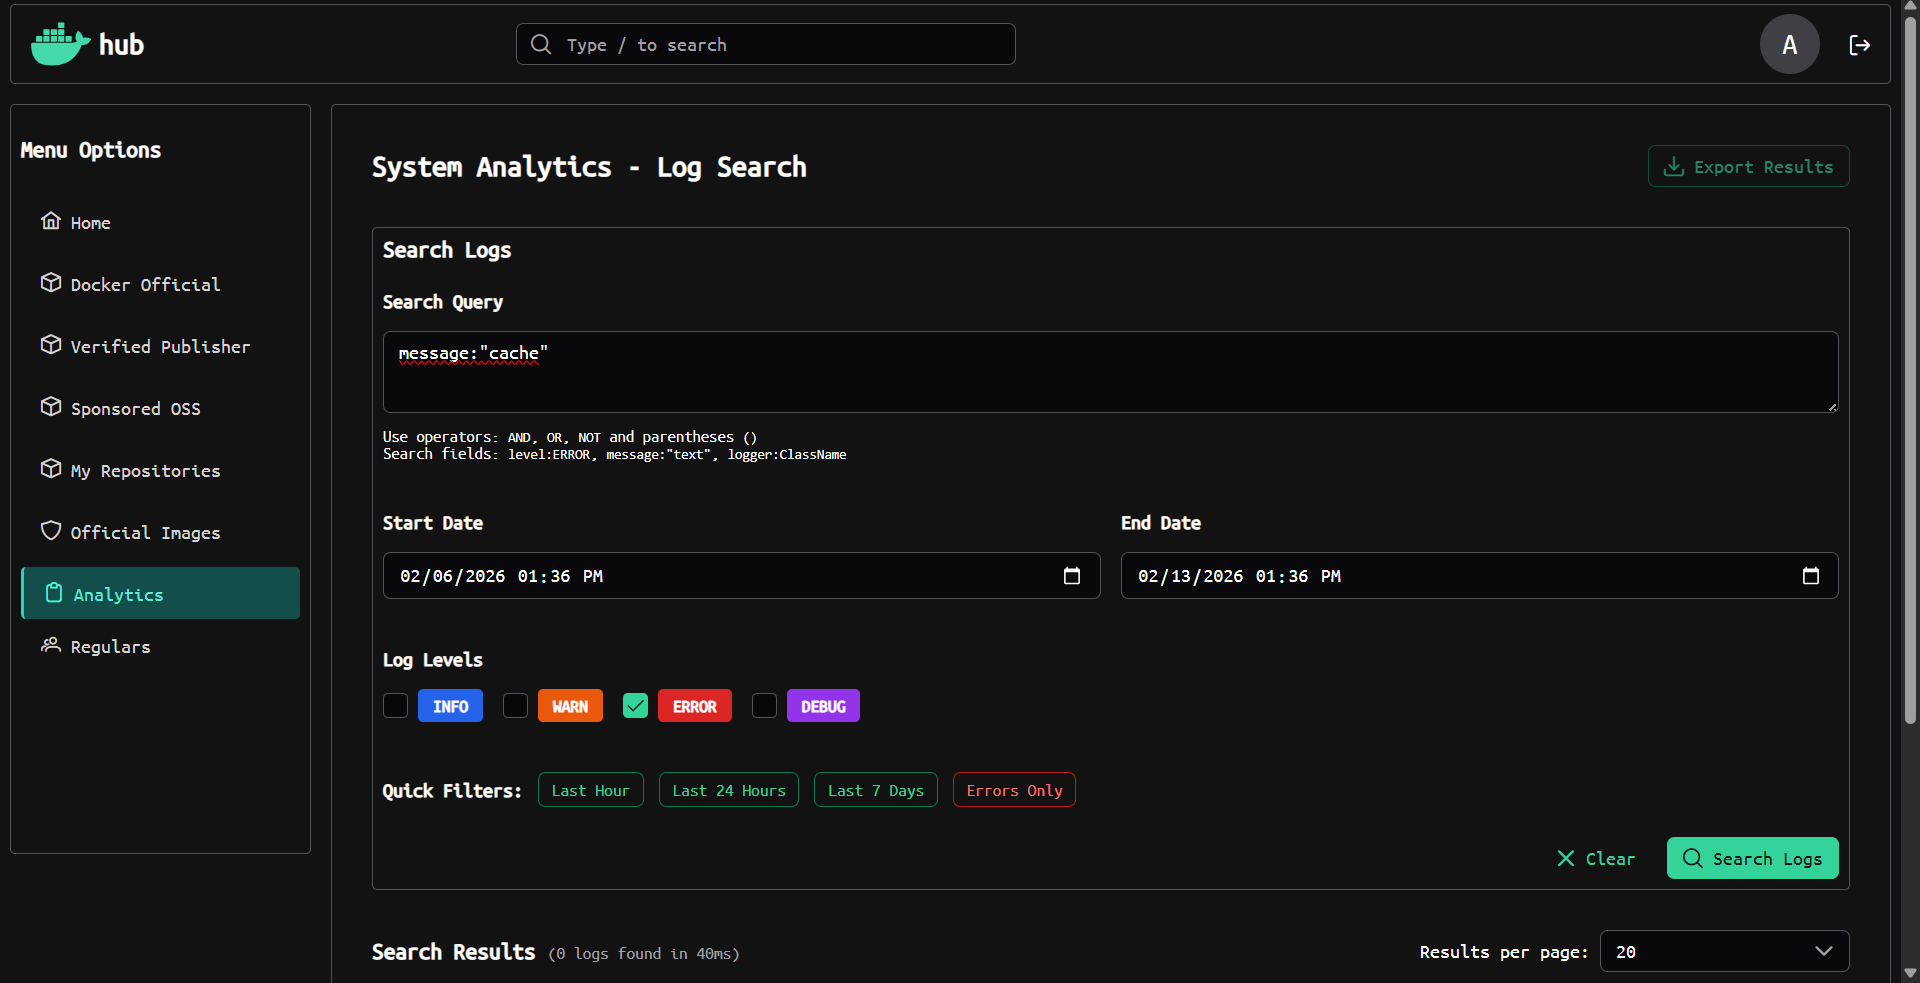 hub
Type / to search
A
Menu Options
Home
Docker Official
Verified Publisher
Sponsored OSS
My Repositories
Official Images
Analytics
Regulars
System Analytics - Log Search
Export Results
Search Logs
Search Query
message:"cache"
Use operators: AND, OR, NOT and parentheses ()
Search fields: level:ERROR, message:"text", logger:ClassName
Start Date
02/06/2026 01:36 PM
End Date
02/13/2026 01:36 PM
Log Levels
INFO WARN ERROR DEBUG
Quick Filters: Last Hour Last 24 Hours Last 7 Days Errors Only
Clear Search Logs
Search Results (0 logs found in 40ms)
Results per page: 20